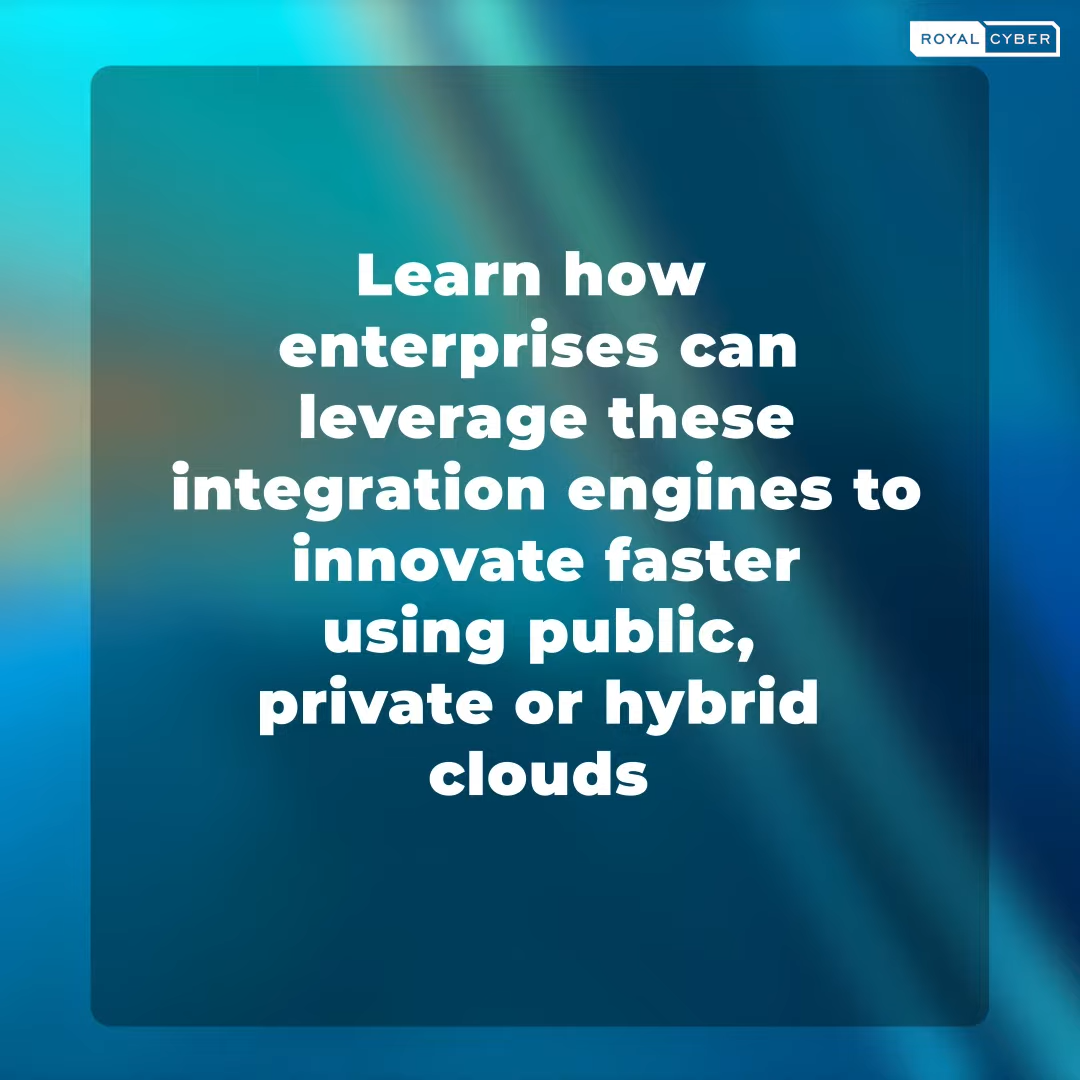 ROYAL CYBER
Learn how
enterprises can
leverage these
integration engines to
innovate faster
using public,
private or hybrid
clouds